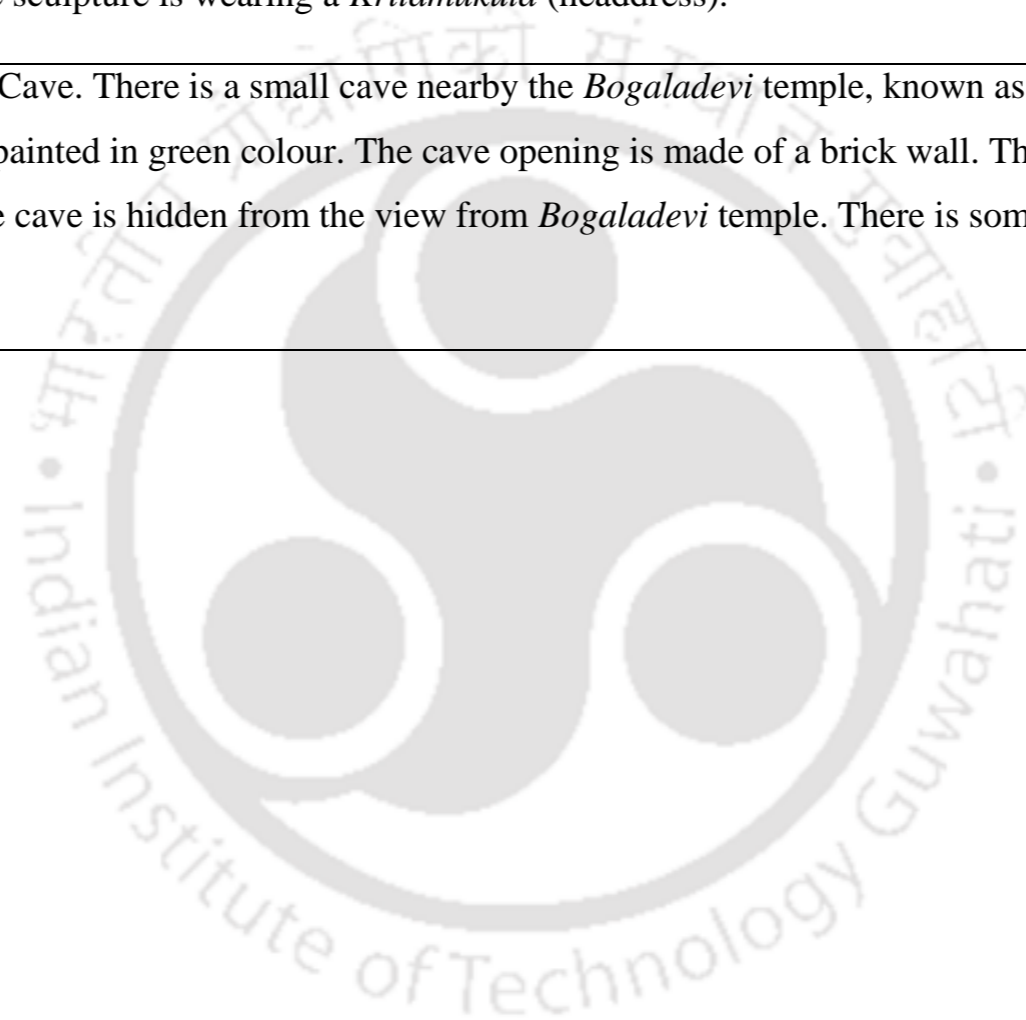 sculpture is wearing a (headdress).
Cave. There is a small cave nearby the Bogaladevi temple, known as
painted in green colour. The cave opening is made of a brick wall. Th
e cave is hidden from the view from Bogaladevi temple. There is som
भारतीय प्रौद्योगिकी संस्थान गुवाहाटी
Indian Institute of Technology Guwahati